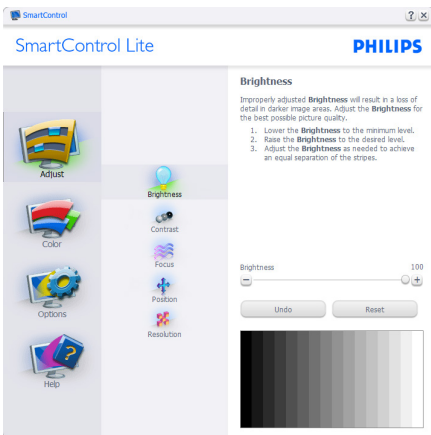 SmartControl
? x
SmartControl Lite
PHILIPS
Adjust
Color
Options
Help
Brightness
Contrast
Focus
Position
Resolution
Brightness
Improperly adjusted Brightness will result in a loss of
detail in darker image areas. Adjust the Brightness for
the best possible picture quality.
1. Lower the Brightness to the minimum level.
2. Raise the Brightness to the desired level.
3. Adjust the Brightness as needed to achieve
an equal separation of the stripes.
Brightness 100
Undo Reset